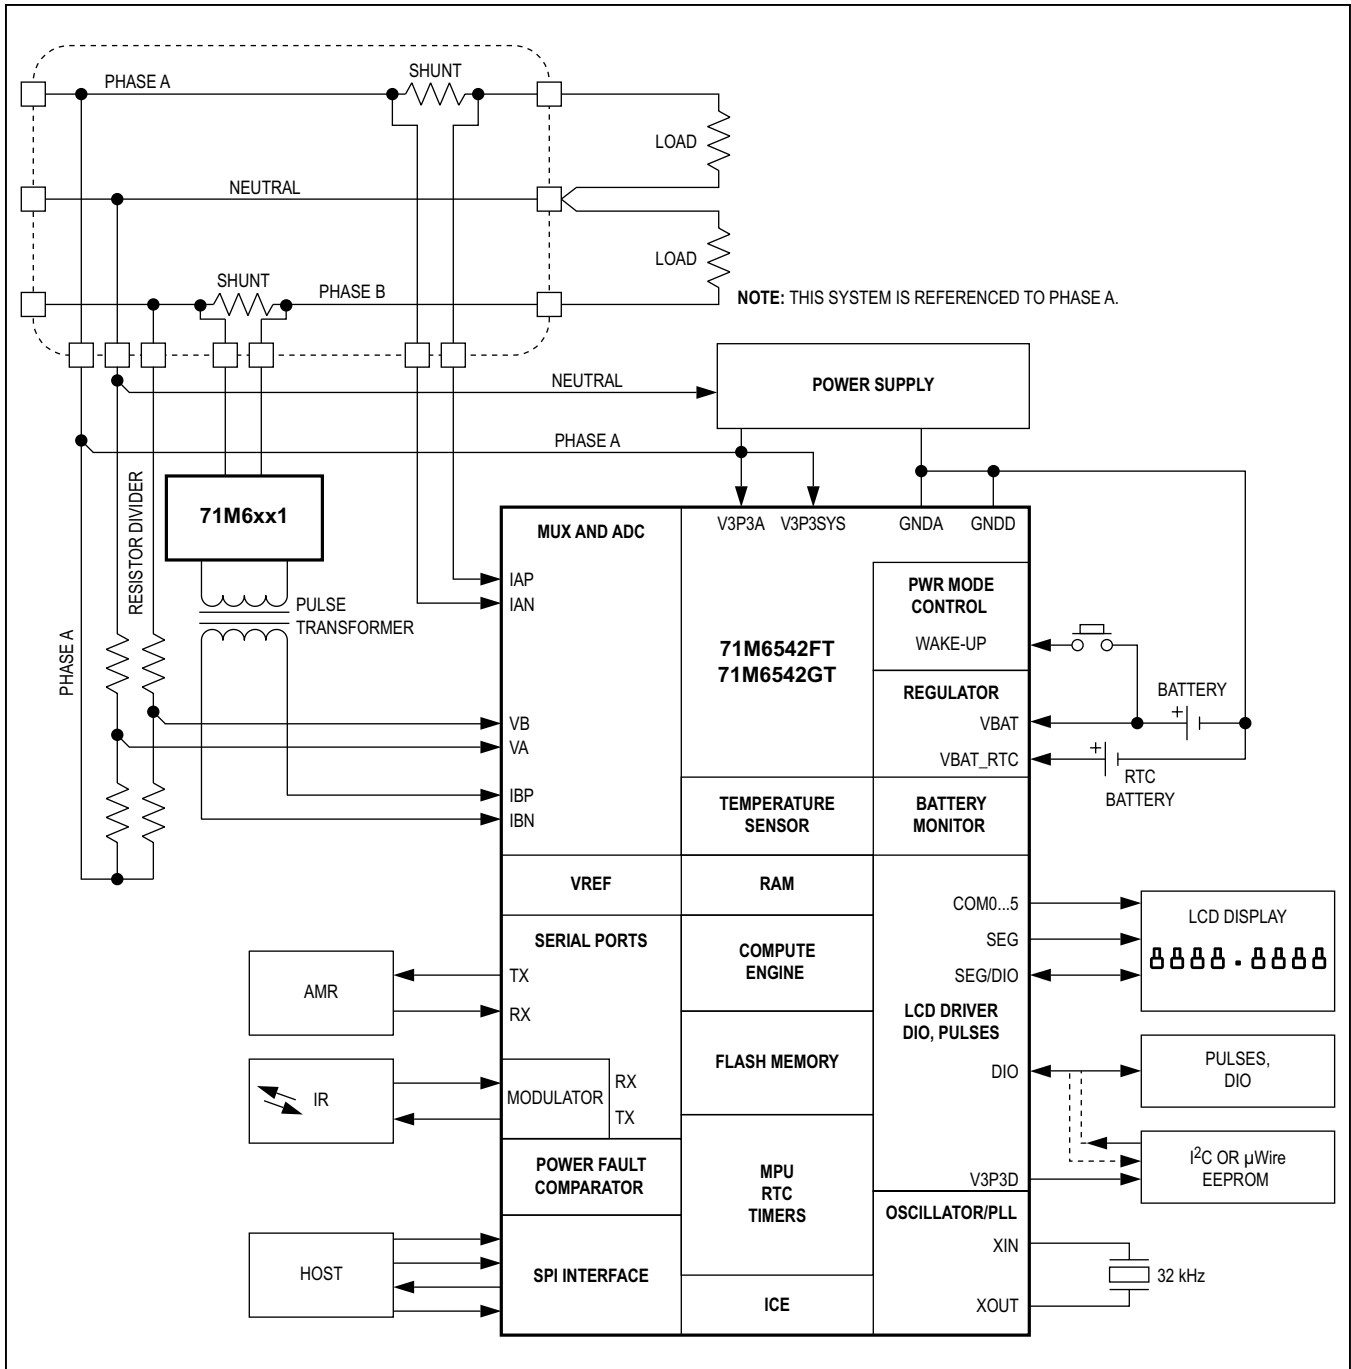 PHASE A
SHUNT
LOAD
NEUTRAL
LOAD
SHUNT
PHASE B
NOTE: THIS SYSTEM IS REFERENCED TO PHASE A.
NEUTRAL
POWER SUPPLY
PHASE A
RESISTOR DIVIDER
71M6xx1
PULSE
TRANSFORMER
PHASE A
MUX AND ADC
IAP
IAN
VB
VA
IBP
IBN
V3P3A
V3P3SYS
GNDA
GNDD
71M6542FT
71M6542GT
PWR MODE
CONTROL
WAKE-UP
REGULATOR
VBAT
VBAT_RTC
BATTERY
+
+
RTC
BATTERY
TEMPERATURE
SENSOR
BATTERY
MONITOR
VREF
RAM
COM0...5
SEG
SEG/DIO
LCD DRIVER
DIO, PULSES
DIO
V3P3D
LCD DISPLAY
8888.8888
SERIAL PORTS
TX
RX
AMR
COMPUTE
ENGINE
FLASH MEMORY
IR
MODULATOR
RX
TX
PULSES,
DIO
I2C OR µWire
EEPROM
POWER FAULT
COMPARATOR
MPU
RTC
TIMERS
OSCILLATOR/PLL
XIN
XOUT
32 kHz
HOST
SPI INTERFACE
ICE